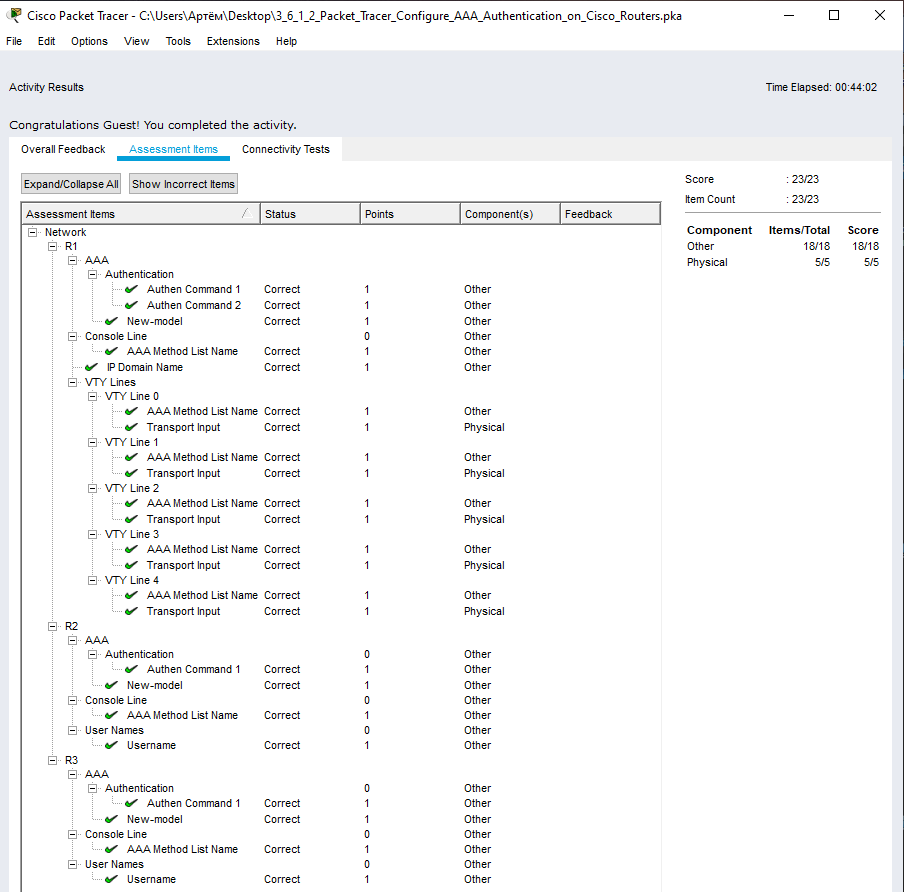 Cisco Packet Tracer - C:\Users\Артём\Desktop\3_6_1_2_Packet_Tracer_Configure_AAA_Authentication_on_Cisco_Routers.pka
File Edit Options View Tools Extensions Help
Activity Results Time Elapsed: 00:44:02
Congratulations Guest! You completed the activity.
Overall Feedback Assessment Items Connectivity Tests
Expand/Collapse All Show Incorrect Items
Score : 23/23
Item Count : 23/23
Component Items/Total Score
Other 18/18 18/18
Physical 5/5 5/5
Assessment Items Status Points Component(s) Feedback
Network
R1
AAA
Authentication
Authen Command 1 Correct 1 Other
Authen Command 2 Correct 1 Other
New-model Correct 1 Other
Console Line 0 Other
AAA Method List Name Correct 1 Other
IP Domain Name Correct 1 Other
VTY Lines
VTY Line 0
AAA Method List Name Correct 1 Other
Transport Input Correct 1 Physical
VTY Line 1
AAA Method List Name Correct 1 Other
Transport Input Correct 1 Physical
VTY Line 2
AAA Method List Name Correct 1 Other
Transport Input Correct 1 Physical
VTY Line 3
AAA Method List Name Correct 1 Other
Transport Input Correct 1 Physical
VTY Line 4
AAA Method List Name Correct 1 Other
Transport Input Correct 1 Physical
R2
AAA
Authentication 0 Other
Authen Command 1 Correct 1 Other
New-model Correct 1 Other
Console Line 0 Other
AAA Method List Name Correct 1 Other
User Names 0 Other
Username Correct 1 Other
R3
AAA
Authentication 0 Other
Authen Command 1 Correct 1 Other
New-model Correct 1 Other
Console Line 0 Other
AAA Method List Name Correct 1 Other
User Names 0 Other
Username Correct 1 Other